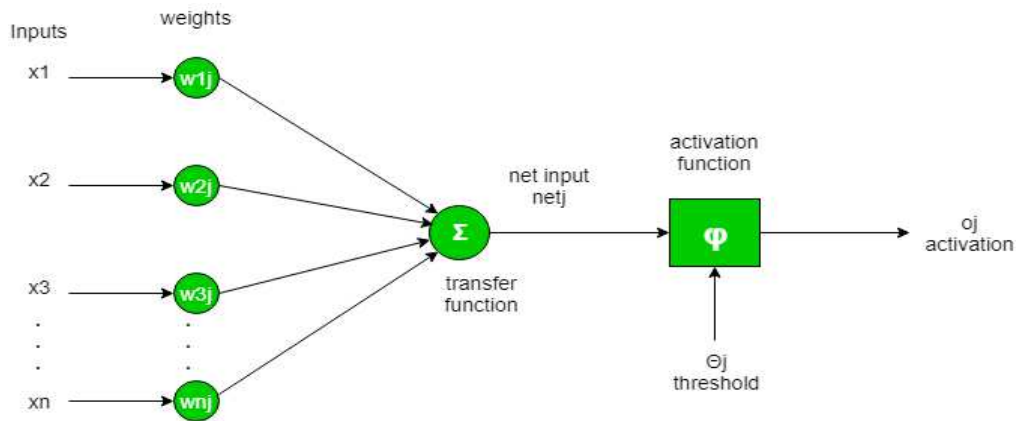 Inputs
weights
x1
w1j
x2
w2j
x3
w3j
xn
wnj
Σ
transfer
function
net input
netj
activation
function
φ
Θj
threshold
oj
activation